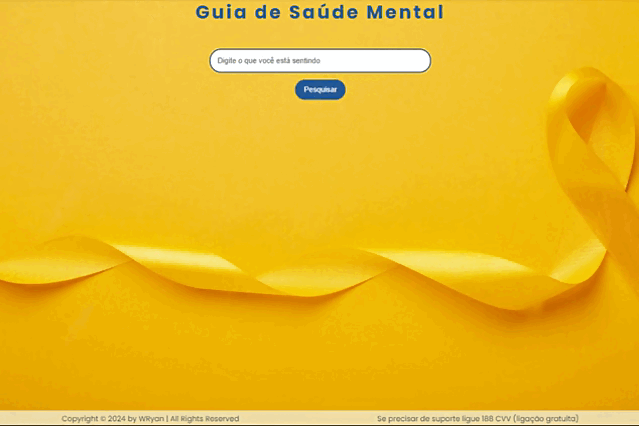 Guia de Saúde Mental
Digite o que você está sentindo
Pesquisar
Copyright © 2024 by WRyan | All Rights Reserved
Se precisar de suporte ligue 188 CVV (ligação gratuita)